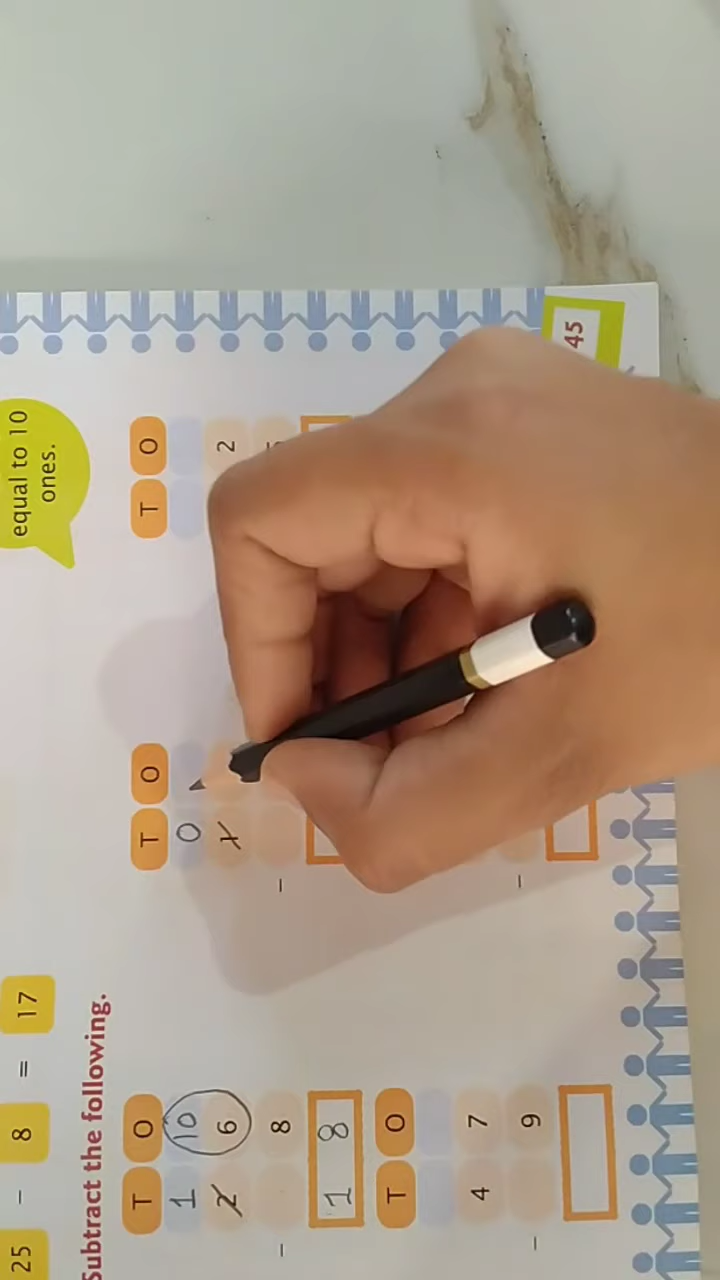 equal to 10
ones.
25 - 8 = 17
Subtract the following.
T O
1 10
2 6
- 8
1 8
T O
0
1
-
T O
2
T O
4 7
- 9
-
45